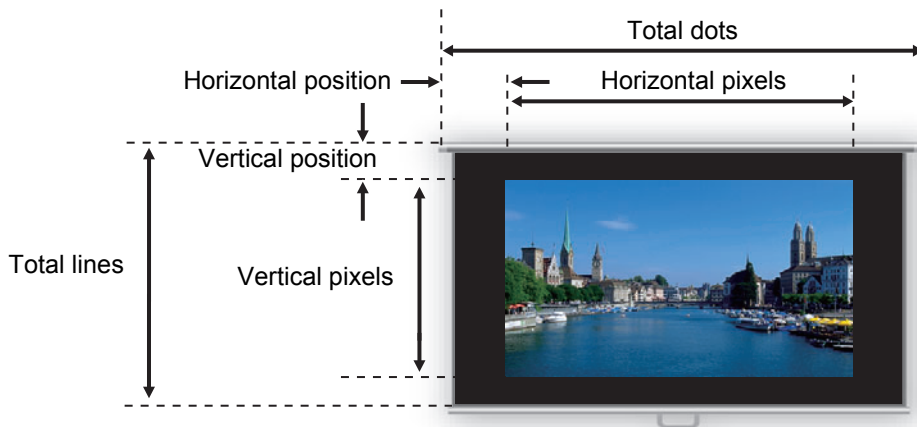 Total dots
Horizontal position
Horizontal pixels
Vertical position
Total lines
Vertical pixels